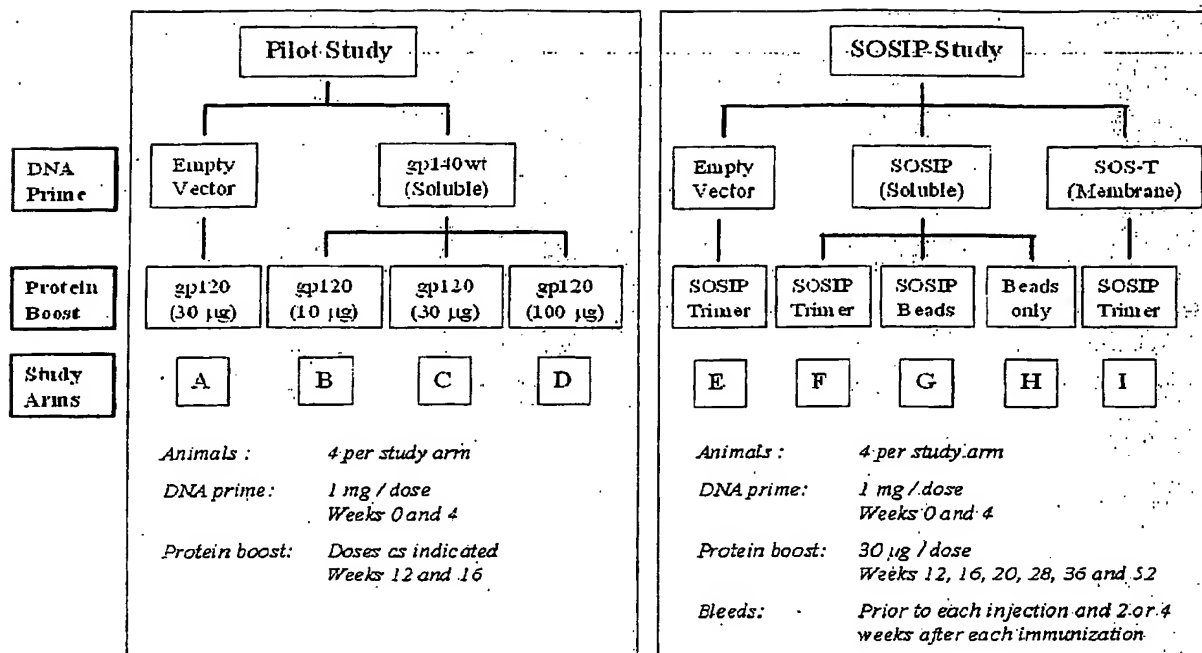 Pilot Study
SOSIP Study
DNA
Prime
Empty
Vector
gp140wt
(Soluble)
Empty
Vector
SOSIP
(Soluble)
SOS-T
(Membrane)
Protein
Boost
gp120
(30 µg)
gp120
(10 µg)
gp120
(30 µg)
gp120
(100 µg)
SOSIP
Trimer
SOSIP
Trimer
SOSIP
Beads
Beads
only
SOSIP
Trimer
Study
Arms
A
B
C
D
E
F
G
H
I
Animals : 4 per study arm
DNA prime: 1 mg / dose
Weeks 0 and 4
Protein boost: Doses as indicated
Weeks 12 and 16
Animals : 4 per study arm
DNA prime: 1 mg / dose
Weeks 0 and 4
Protein boost: 30 µg / dose
Weeks 12, 16, 20, 28, 36 and 52
Bleeds: Prior to each injection and 2 or 4
weeks after each immunization